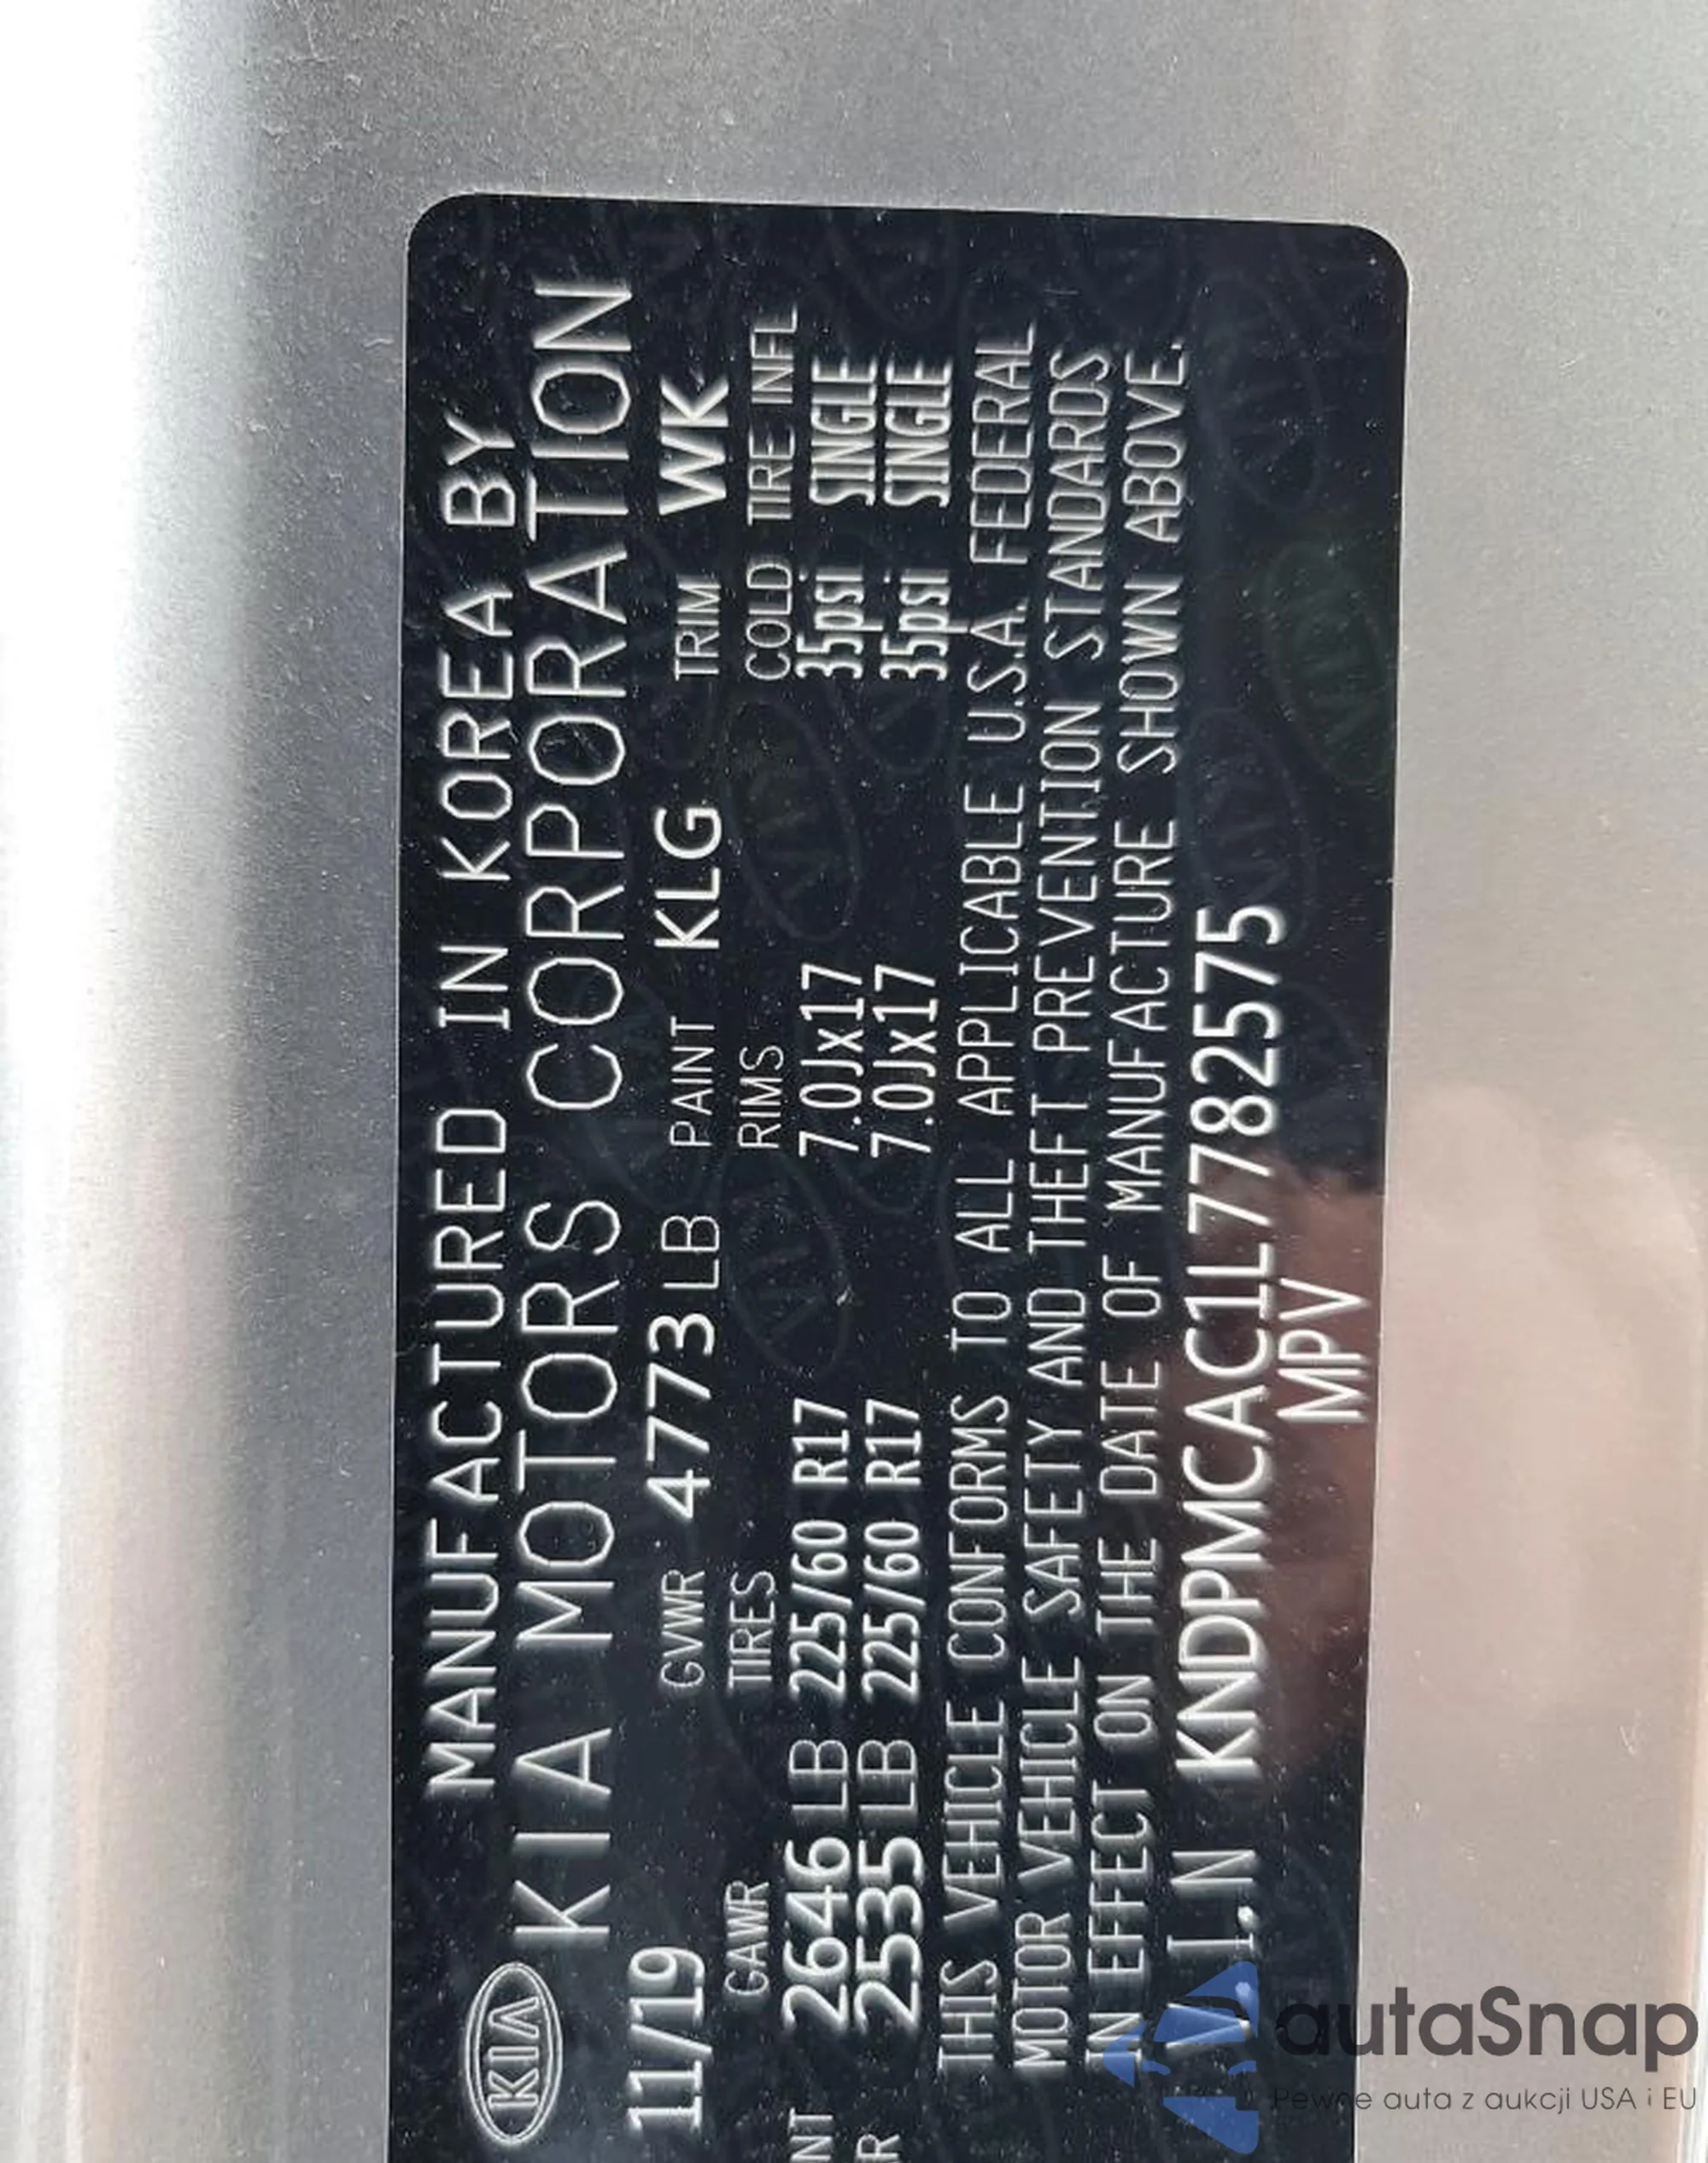 MANUFACTURED IN KOREA BY
KIA KIA MOTORS CORPORATION
11/19 GVWR 4773 LB PAINT KLG TRIM WK
GAWR TIRES RIMS COLD TIRE INFL
NT 2646 LB 225/60 R17 7.0Jx17 35psi SINGLE
R 2535 LB 225/60 R17 7.0Jx17 35psi SINGLE
THIS VEHICLE CONFORMS TO ALL APPLICABLE U.S.A. FEDERAL
MOTOR VEHICLE SAFETY AND THEFT PREVENTION STANDARDS
IN EFFECT ON THE DATE OF MANUFACTURE SHOWN ABOVE.
V.I.N KNDPMCAC1L7782575
MPV
autaSnap
Pewne auta z aukcji USA i EU